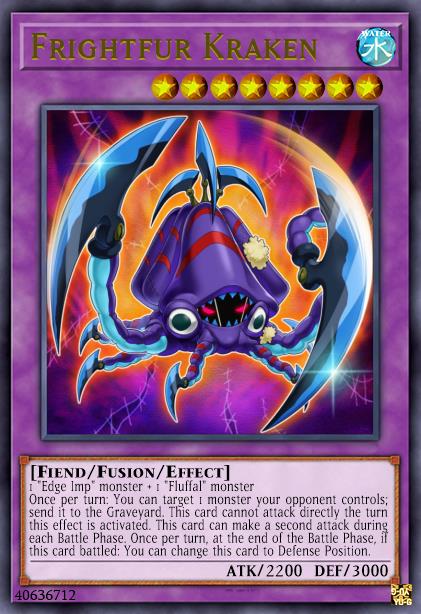 Frightfur Kraken
WATER
水
[Fiend/Fusion/Effect]
1 "Edge Imp" monster + 1 "Fluffal" monster
Once per turn: You can target 1 monster your opponent controls;
send it to the Graveyard. This card cannot attack directly the turn
this effect is activated. This card can make a second attack during
each Battle Phase. Once per turn, at the end of the Battle Phase, if
this card battled: You can change this card to Defense Position.
ATK/2200 DEF/3000
40636712